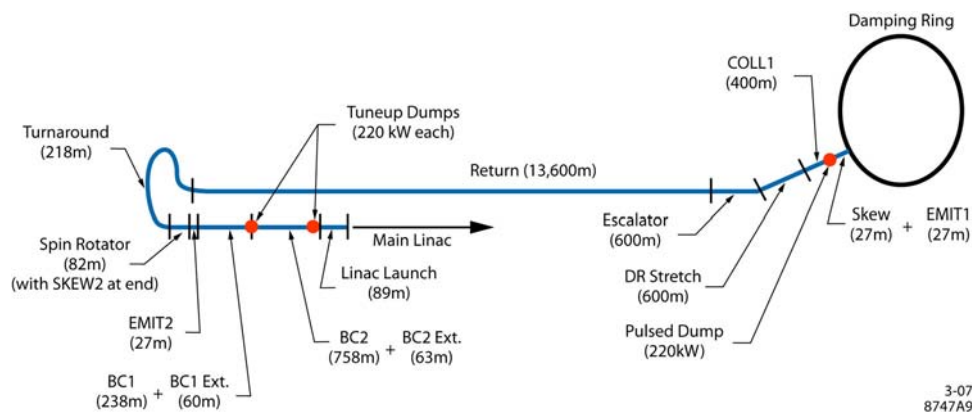 Damping Ring
COLL1
(400m)
Tuneup Dumps
(220 kW each)
Turnaround
(218m)
Return (13,600m)
Escalator
(600m)
Skew + EMIT1
(27m) (27m)
Main Linac
Spin Rotator
(82m)
(with SKEW2 at end)
Linac Launch
(89m)
DR Stretch
(600m)
EMIT2
(27m)
BC2 + BC2 Ext.
(758m) (63m)
Pulsed Dump
(220kW)
BC1 + BC1 Ext.
(238m) (60m)
3-07
8747A9